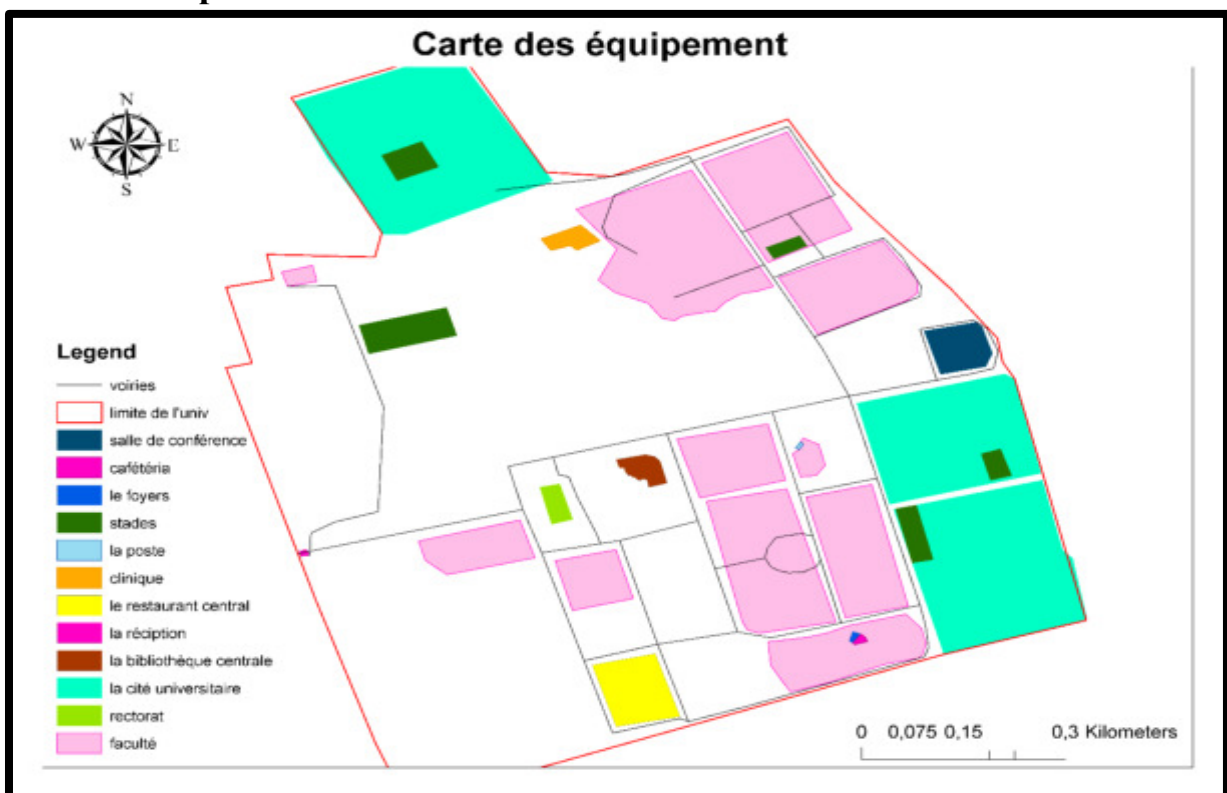 Carte des équipement
N
W E
S
Legend
voiries
limite de l'univ
salle de conférence
cafétéria
le foyers
stades
la poste
clinique
le restaurant central
la réciption
la bibliothèque centrale
la cité universitaire
rectorat
faculté
0 0,075 0,15 0,3 Kilometers